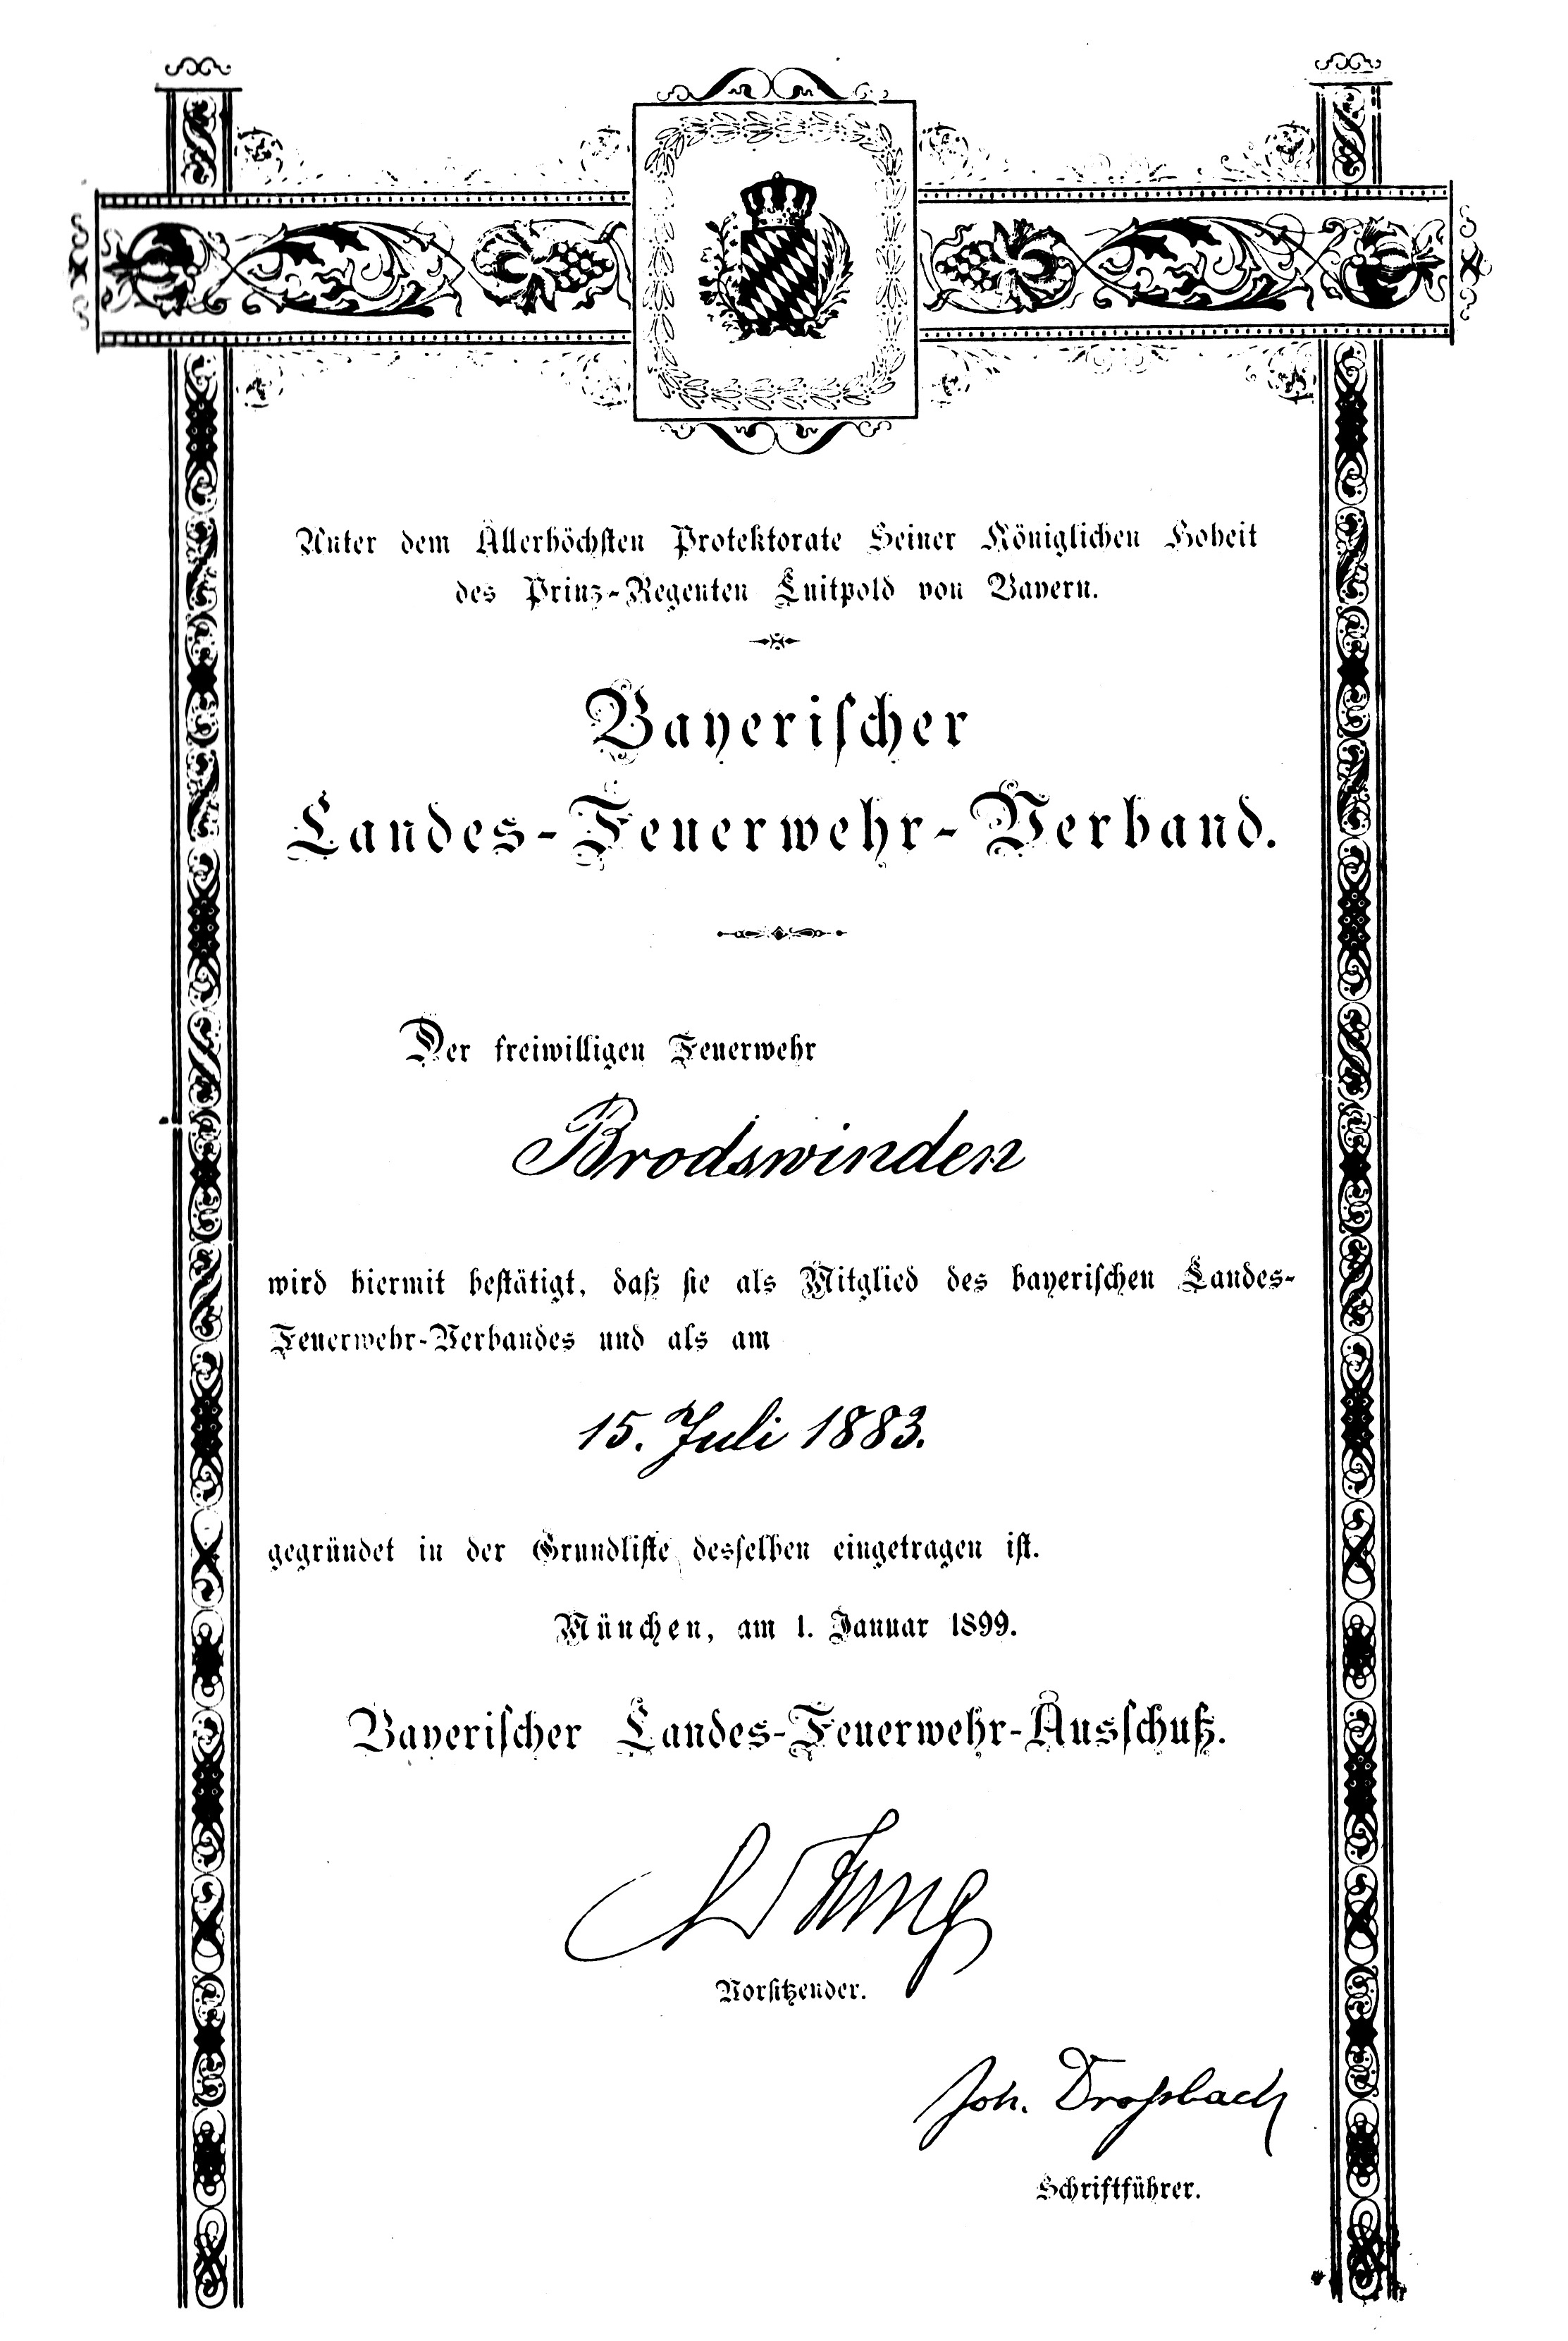 Unter dem Allerhöchsten Protektorate Seiner Königlichen Hoheit
des Prinz-Regenten Luitpold von Bayern.
Bayerischer
Landes-Feuerwehr-Verband.
Der freiwilligen Feuerwehr
Brodswinden
wird hiermit bestätigt, daß sie als Mitglied des bayerischen Landes-
Feuerwehr-Verbandes und als am
15. Juli 1883.
gegründet in der Grundliste desselben eingetragen ist.
München, am 1. Januar 1899.
Bayerischer Landes-Feuerwehr-Ausschuß.
Vorsitzender.
Joh. Droßbach
Schriftführer.